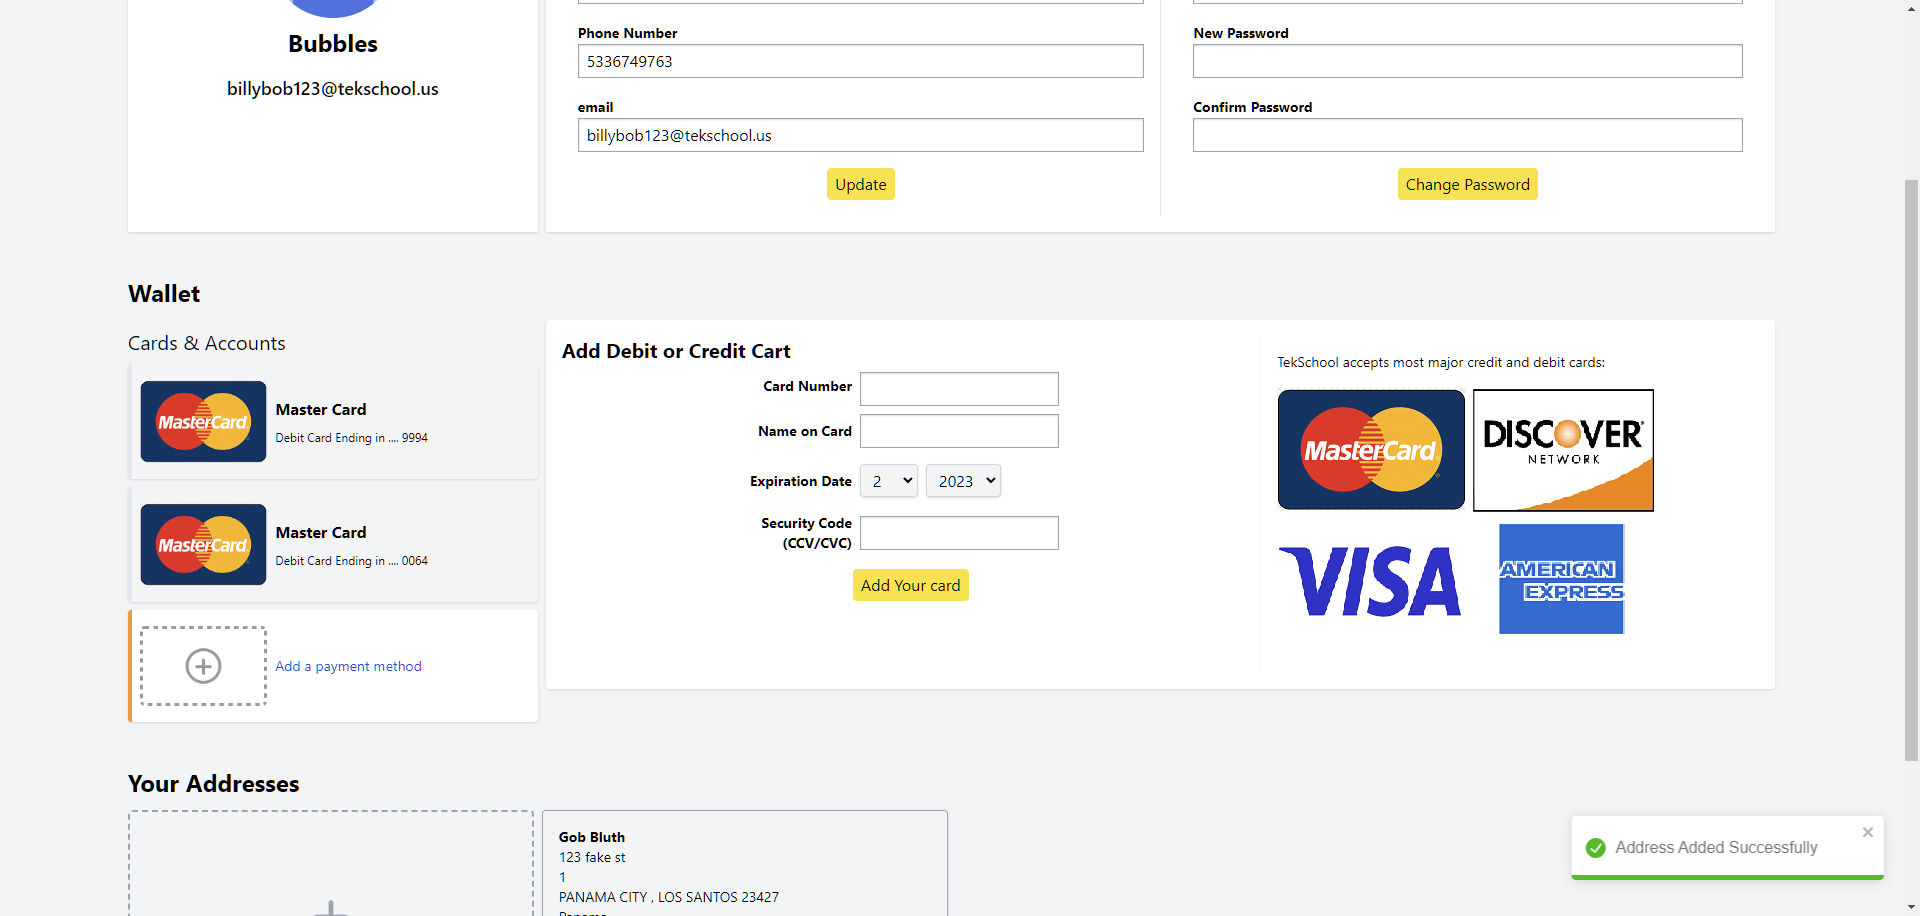 Bubbles
billybob123@tekschool.us
Phone Number
5336749763
email
billybob123@tekschool.us
Update
New Password
Confirm Password
Change Password
Wallet
Cards & Accounts
MasterCard
Master Card
Debit Card Ending in .... 9994
MasterCard
Master Card
Debit Card Ending in .... 0064
Add a payment method
Add Debit or Credit Cart
Card Number
Name on Card
Expiration Date 2 2023
Security Code
(CCV/CVC)
Add Your card
TekSchool accepts most major credit and debit cards:
MasterCard
DISCOVER
NETWORK
VISA
AMERICAN
EXPRESS
Your Addresses
Gob Bluth
123 fake st
1
PANAMA CITY , LOS SANTOS 23427
Panama
Address Added Successfully